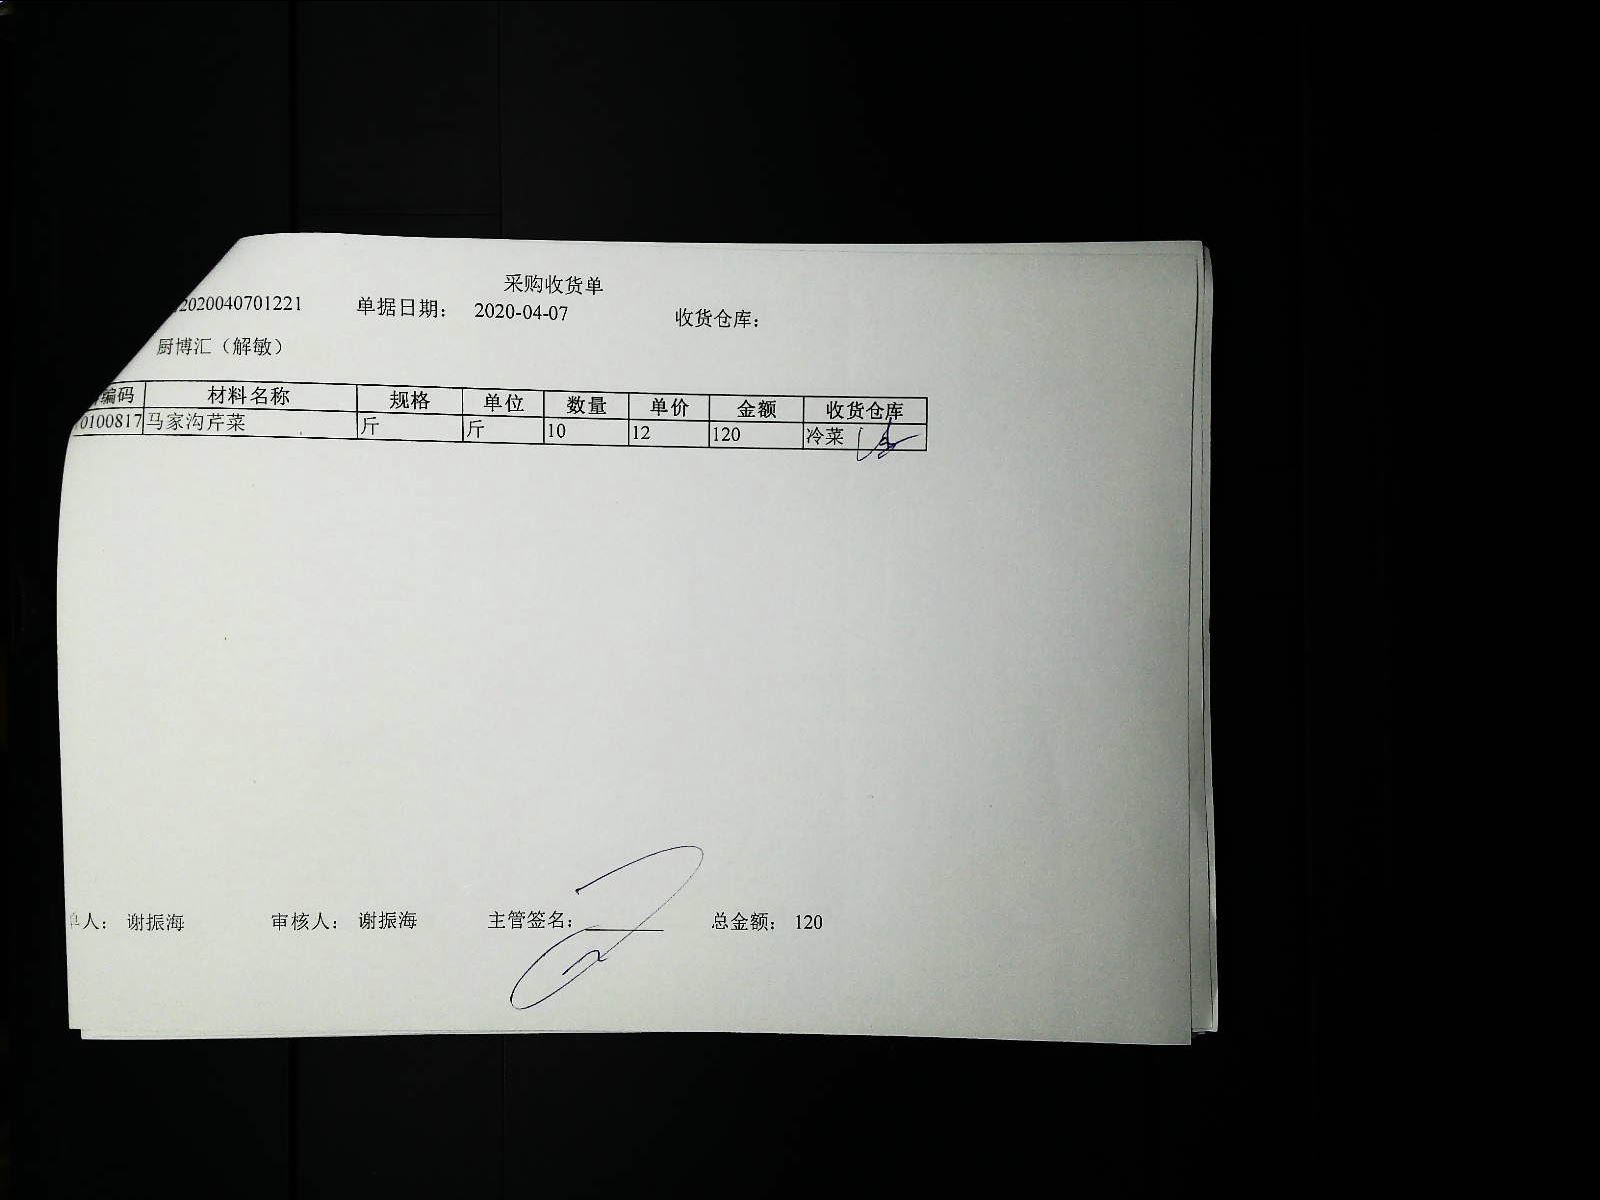 采购收货单
2020040701221 单据日期： 2020-04-07 收货仓库：
厨博汇（解敏）
编码 材料名称 规格 单位 数量 单价 金额 收货仓库
0100817 马家沟芹菜 斤 斤 10 12 120 冷菜
单人： 谢振海 审核人： 谢振海 主管签名： 总金额： 120